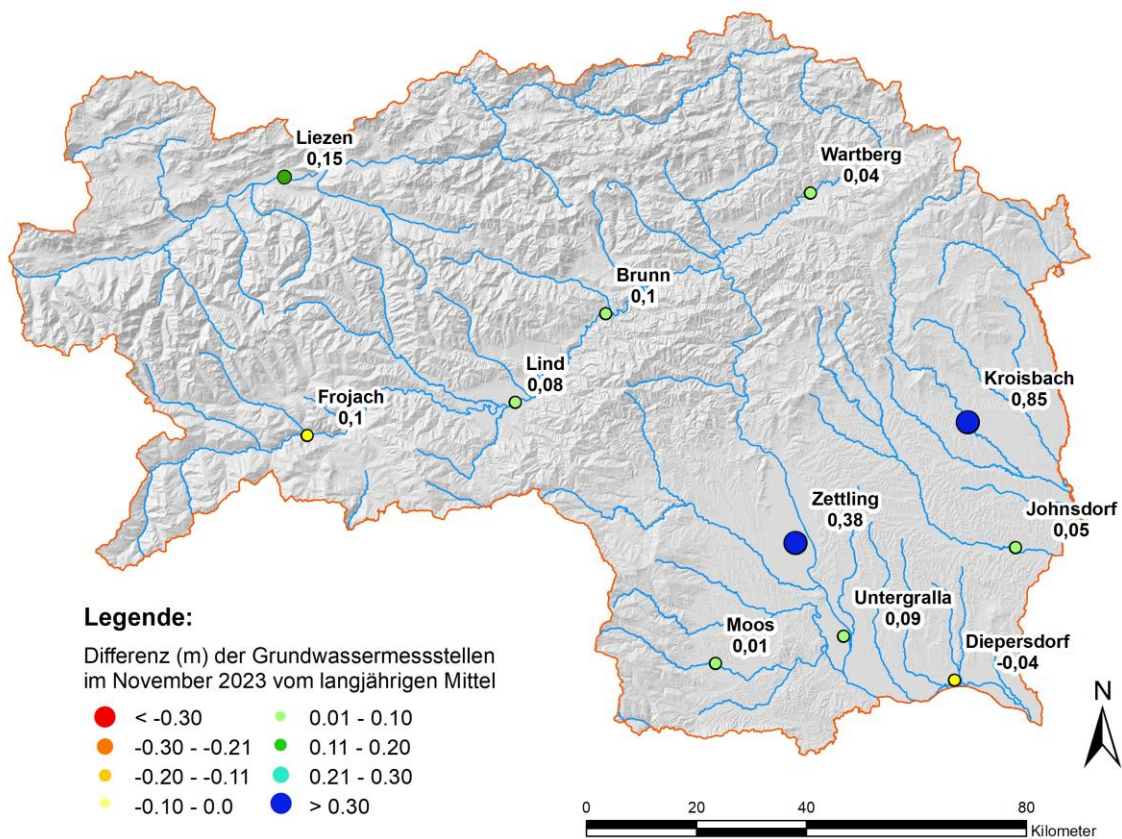 Liezen
0,15
Wartberg
0,04
Brunn
0,1
Lind
0,08
Frojach
0,1
Kroisbach
0,85
Zettling
0,38
Johnsdorf
0,05
Untergralla
0,09
Moos
0,01
Diepersdorf
-0,04
Legende:
Differenz (m) der Grundwassermessstellen
im November 2023 vom langjährigen Mittel
< -0.30
-0.30 - -0.21
-0.20 - -0.11
-0.10 - 0.0
0.01 - 0.10
0.11 - 0.20
0.21 - 0.30
> 0.30
N
0 20 40 80
Kilometer